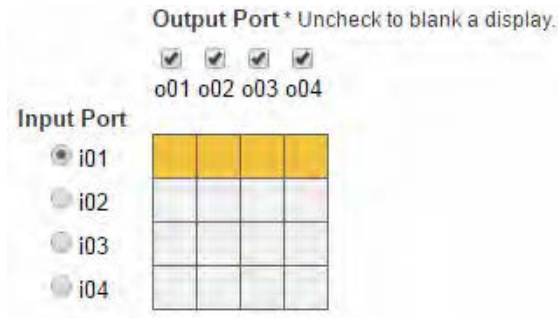 Output Port * Uncheck to blank a display.
o01 o02 o03 o04
Input Port
i01
i02
i03
i04